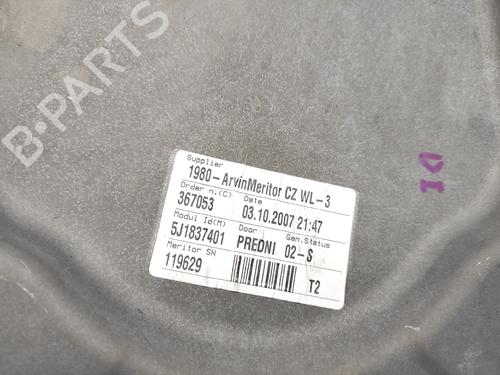 B-PARTS
Supplier
1980-ArvinMeritor CZ WL-3
Order n.(C) Date
367053 03.10.2007 21:47
Modul Id(M) Door Gen.Status
5J1837401 PREDNI 02-S
Meritor SN
119629 T2